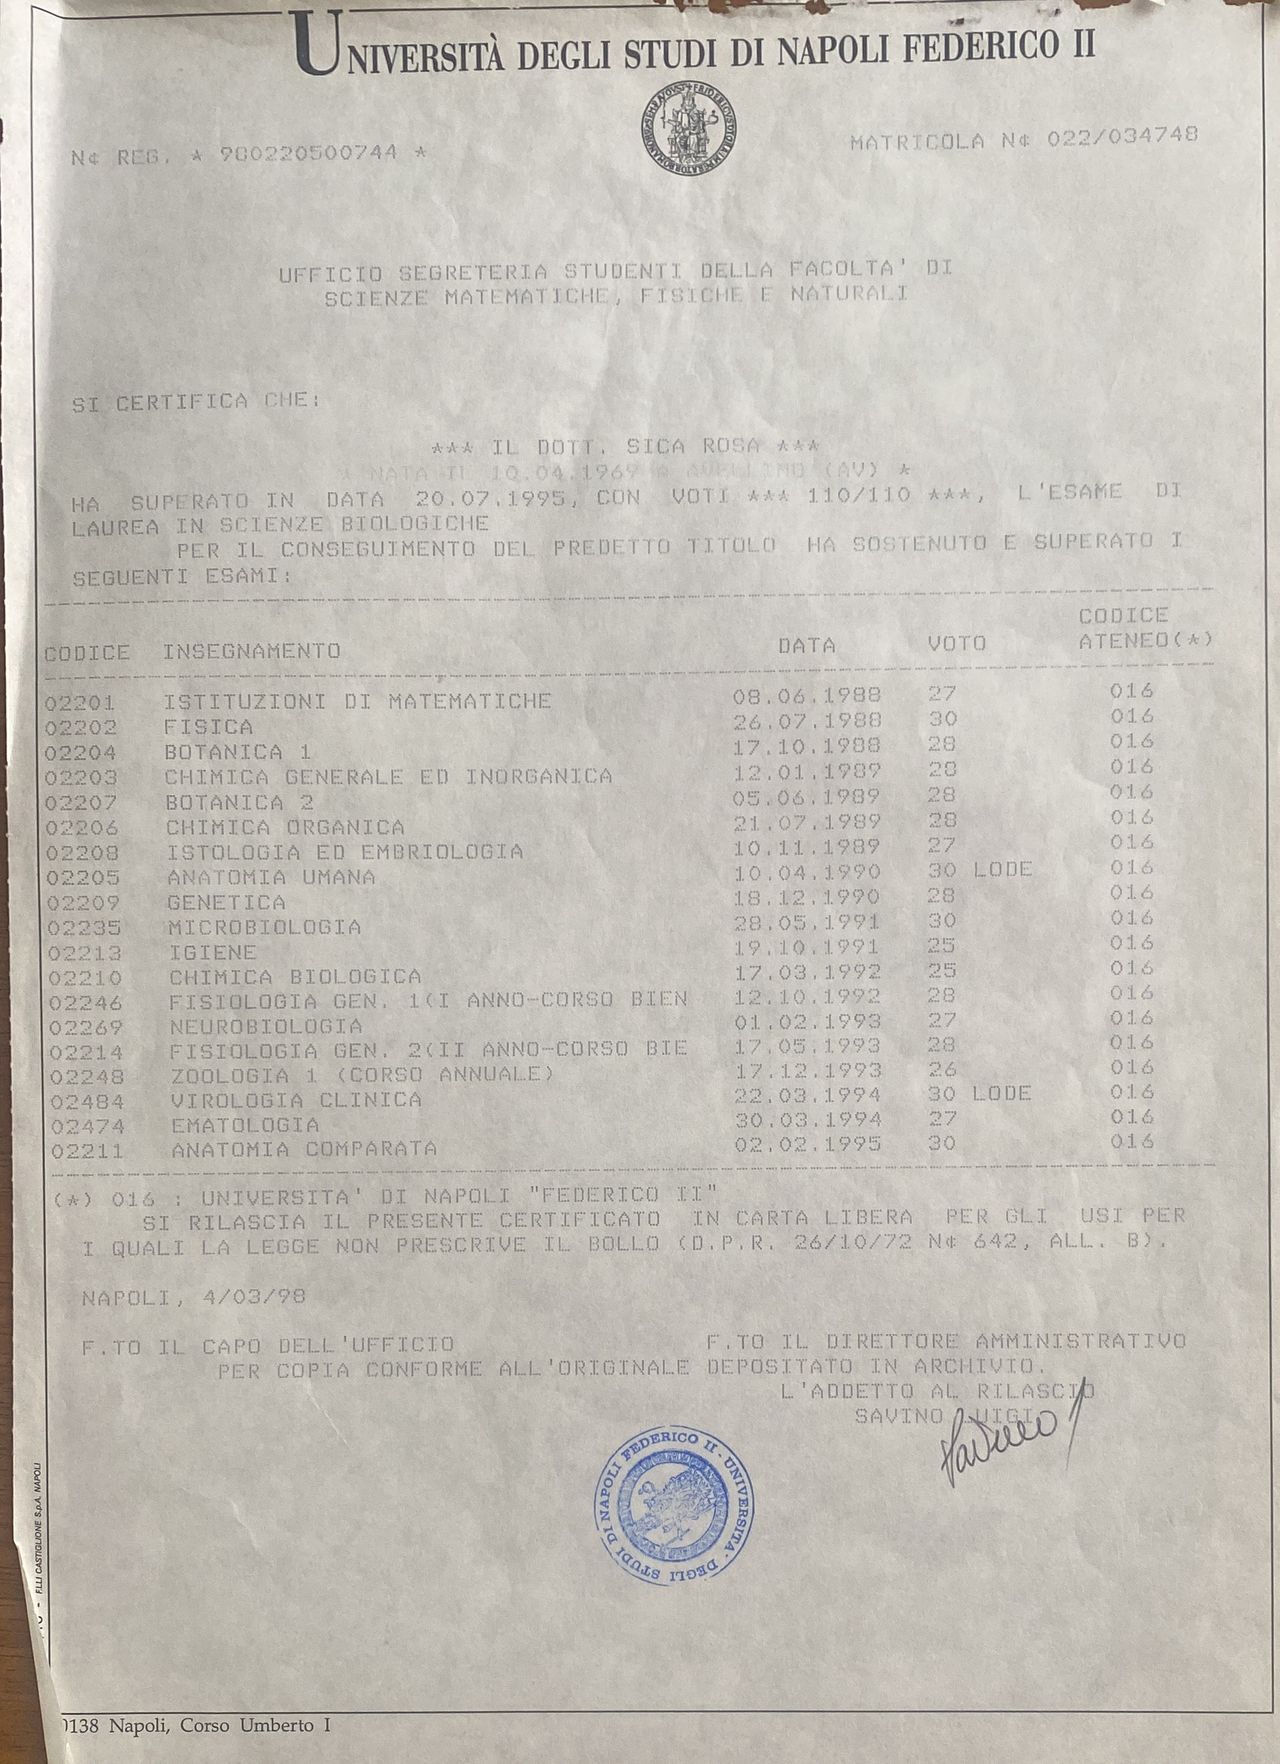 UNIVERSITÀ DEGLI STUDI DI NAPOLI FEDERICO II
N¢ REG. * 980220500744 *
MATRICOLA N¢ 022/034748
UFFICIO SEGRETERIA STUDENTI DELLA FACOLTA' DI
SCIENZE MATEMATICHE, FISICHE E NATURALI
SI CERTIFICA CHE:
*** IL DOTT. SICA ROSA ***
* NATA IL 10.04.1969 A AVELLINO (AV) *
HA SUPERATO IN DATA 20.07.1995, CON VOTI *** 110/110 ***, L'ESAME DI
LAUREA IN SCIENZE BIOLOGICHE
PER IL CONSEGUIMENTO DEL PREDETTO TITOLO HA SOSTENUTO E SUPERATO I
SEGUENTI ESAMI:
CODICE INSEGNAMENTO DATA VOTO CODICE ATENEO(*)
02201 ISTITUZIONI DI MATEMATICHE 08.06.1988 27 016
02202 FISICA 26.07.1988 30 016
02204 BOTANICA 1 17.10.1988 28 016
02203 CHIMICA GENERALE ED INORGANICA 12.01.1989 28 016
02207 BOTANICA 2 05.06.1989 28 016
02206 CHIMICA ORGANICA 21.07.1989 28 016
02208 ISTOLOGIA ED EMBRIOLOGIA 10.11.1989 27 016
02205 ANATOMIA UMANA 10.04.1990 30 LODE 016
02209 GENETICA 18.12.1990 28 016
02235 MICROBIOLOGIA 28.05.1991 30 016
02213 IGIENE 19.10.1991 25 016
02210 CHIMICA BIOLOGICA 17.03.1992 25 016
02246 FISIOLOGIA GEN. 1(I ANNO-CORSO BIEN 12.10.1992 28 016
02269 NEUROBIOLOGIA 01.02.1993 27 016
02214 FISIOLOGIA GEN. 2(II ANNO-CORSO BIE 17.05.1993 28 016
02248 ZOOLOGIA 1 (CORSO ANNUALE) 17.12.1993 26 016
02484 VIROLOGIA CLINICA 22.03.1994 30 LODE 016
02474 EMATOLOGIA 30.03.1994 27 016
02211 ANATOMIA COMPARATA 02.02.1995 30 016
(*) 016 : UNIVERSITA' DI NAPOLI "FEDERICO II"
SI RILASCIA IL PRESENTE CERTIFICATO IN CARTA LIBERA PER GLI USI PER
I QUALI LA LEGGE NON PRESCRIVE IL BOLLO (D.P.R. 26/10/72 N¢ 642, ALL. B).
NAPOLI, 4/03/98
F.TO IL CAPO DELL'UFFICIO F.TO IL DIRETTORE AMMINISTRATIVO
PER COPIA CONFORME ALL'ORIGINALE DEPOSITATO IN ARCHIVIO.
L'ADDETTO AL RILASCIO
SAVINO LUIGI
UNIVERSITA' DEGLI STUDI DI NAPOLI FEDERICO II
F.LLI CASTIGLIONE S.p.A. NAPOLI
0138 Napoli, Corso Umberto I